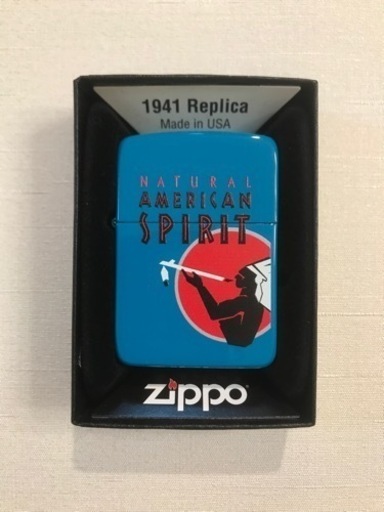 1941 Replica
Made in USA
NATURAL
AMERICAN
SPIRIT
zippo